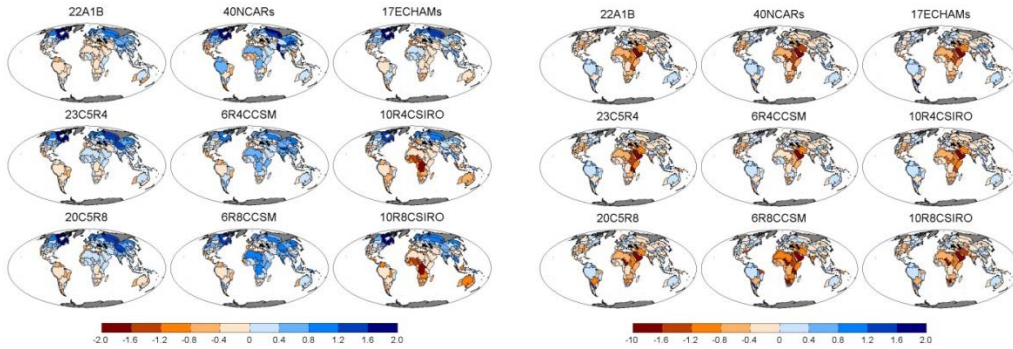 22A1B 40NCARs 17ECHAMs
23C5R4 6R4CCSM 10R4CSIRO
20C5R8 6R8CCSM 10R8CSIRO
-2.0 -1.6 -1.2 -0.8 -0.4 0 0.4 0.8 1.2 1.6 2.0
22A1B 40NCARs 17ECHAMs
23C5R4 6R4CCSM 10R4CSIRO
20C5R8 6R8CCSM 10R8CSIRO
-10 -1.6 -1.2 -0.8 -0.4 0 0.4 0.8 1.2 1.6 2.0